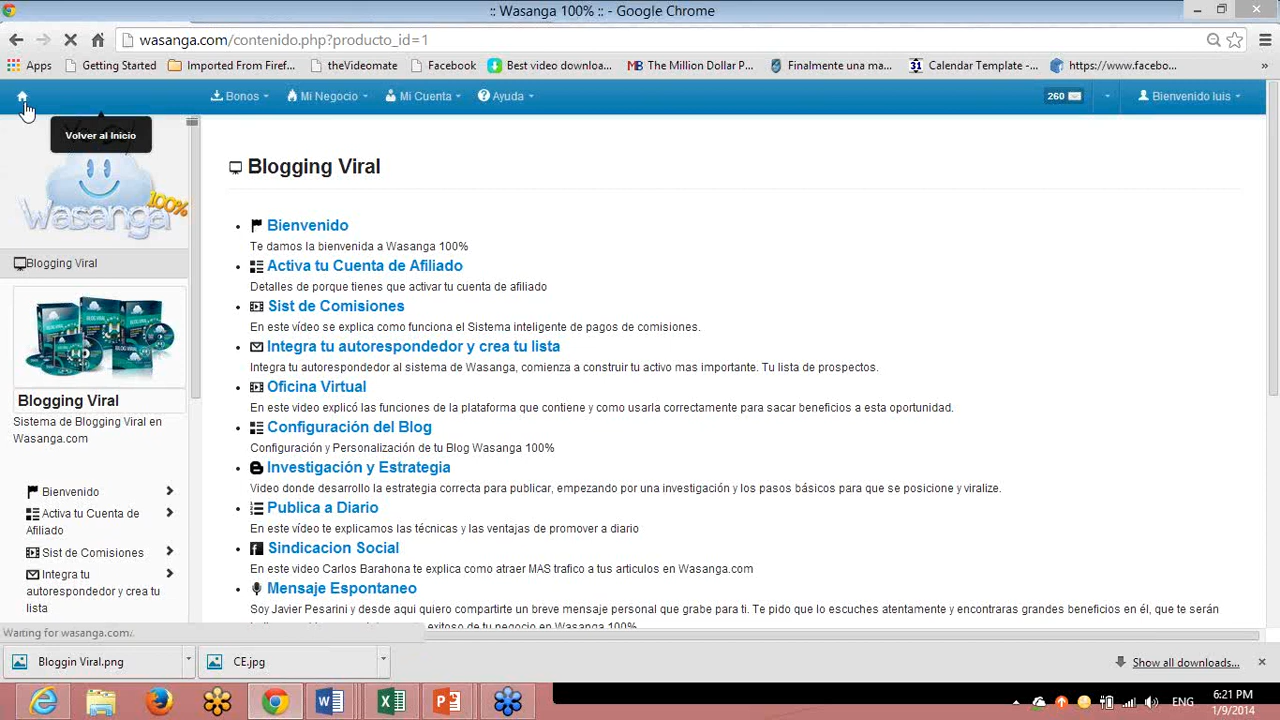 :: Wasanga 100% :: - Google Chrome
wasanga.com/contenido.php?producto_id=1
Apps Getting Started Imported From Firef... theVideomate Facebook Best video downloa... MB The Million Dollar P... Finalmente una ma... 31 Calendar Template -... https://www.facebo... »
Bonos Mi Negocio Mi Cuenta Ayuda 260 Bienvenido luis
Volver al Inicio
Wasanga 100%
Blogging Viral
Blogging Viral
Sistema de Blogging Viral en
Wasanga.com
Bienvenido
Activa tu Cuenta de
Afiliado
Sist de Comisiones
Integra tu
autorespondedor y crea tu
lista
Blogging Viral
Bienvenido
Te damos la bienvenida a Wasanga 100%
Activa tu Cuenta de Afiliado
Detalles de porque tienes que activar tu cuenta de afiliado
Sist de Comisiones
En este vídeo se explica como funciona el Sistema inteligente de pagos de comisiones.
Integra tu autorespondedor y crea tu lista
Integra tu autorespondedor al sistema de Wasanga, comienza a construir tu activo mas importante. Tu lista de prospectos.
Oficina Virtual
En este video explicó las funciones de la plataforma que contiene y como usarla correctamente para sacar beneficios a esta oportunidad.
Configuración del Blog
Configuración y Personalización de tu Blog Wasanga 100%
Investigación y Estrategia
Video donde desarrollo la estrategia correcta para publicar, empezando por una investigación y los pasos básicos para que se posicione y viralize.
Publica a Diario
En este vídeo te explicamos las técnicas y las ventajas de promover a diario
Sindicacion Social
En este video Carlos Barahona te explica como atraer MAS trafico a tus articulos en Wasanga.com
Mensaje Espontaneo
Soy Javier Pesarini y desde aqui quiero compartirte un breve mensaje personal que grabe para ti. Te pido que lo escuches atentamente y encontraras grandes beneficios en él, que te serán
exitoso de tu negocio en Wasanga 100%
Waiting for wasanga.com/.
Bloggin Viral.png CE.jpg Show all downloads...
ENG 6:21 PM
1/9/2014